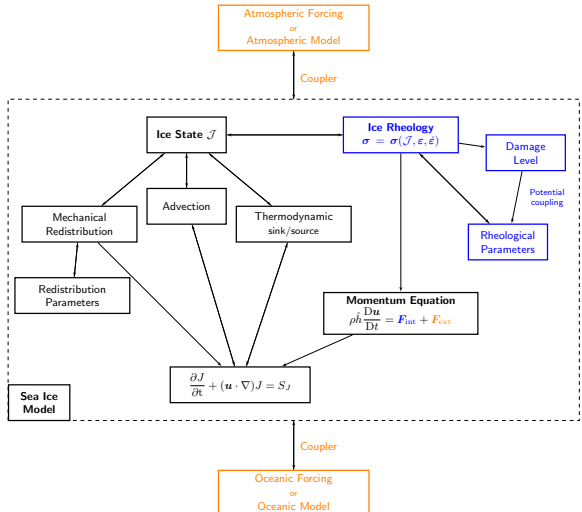 Atmospheric Forcing
or
Atmospheric Model
Coupler
Ice State 𝒥
Ice Rheology
σ = σ(𝒥, ε, ε̇)
Damage
Level
Potential
coupling
Mechanical
Redistribution
Advection
Thermodynamic
sink/source
Rheological
Parameters
Redistribution
Parameters
Momentum Equation
ρĥ Du/Dt = F_int + F_ext
∂J/∂t + (u · ∇)J = S_J
Sea Ice
Model
Coupler
Oceanic Forcing
or
Oceanic Model